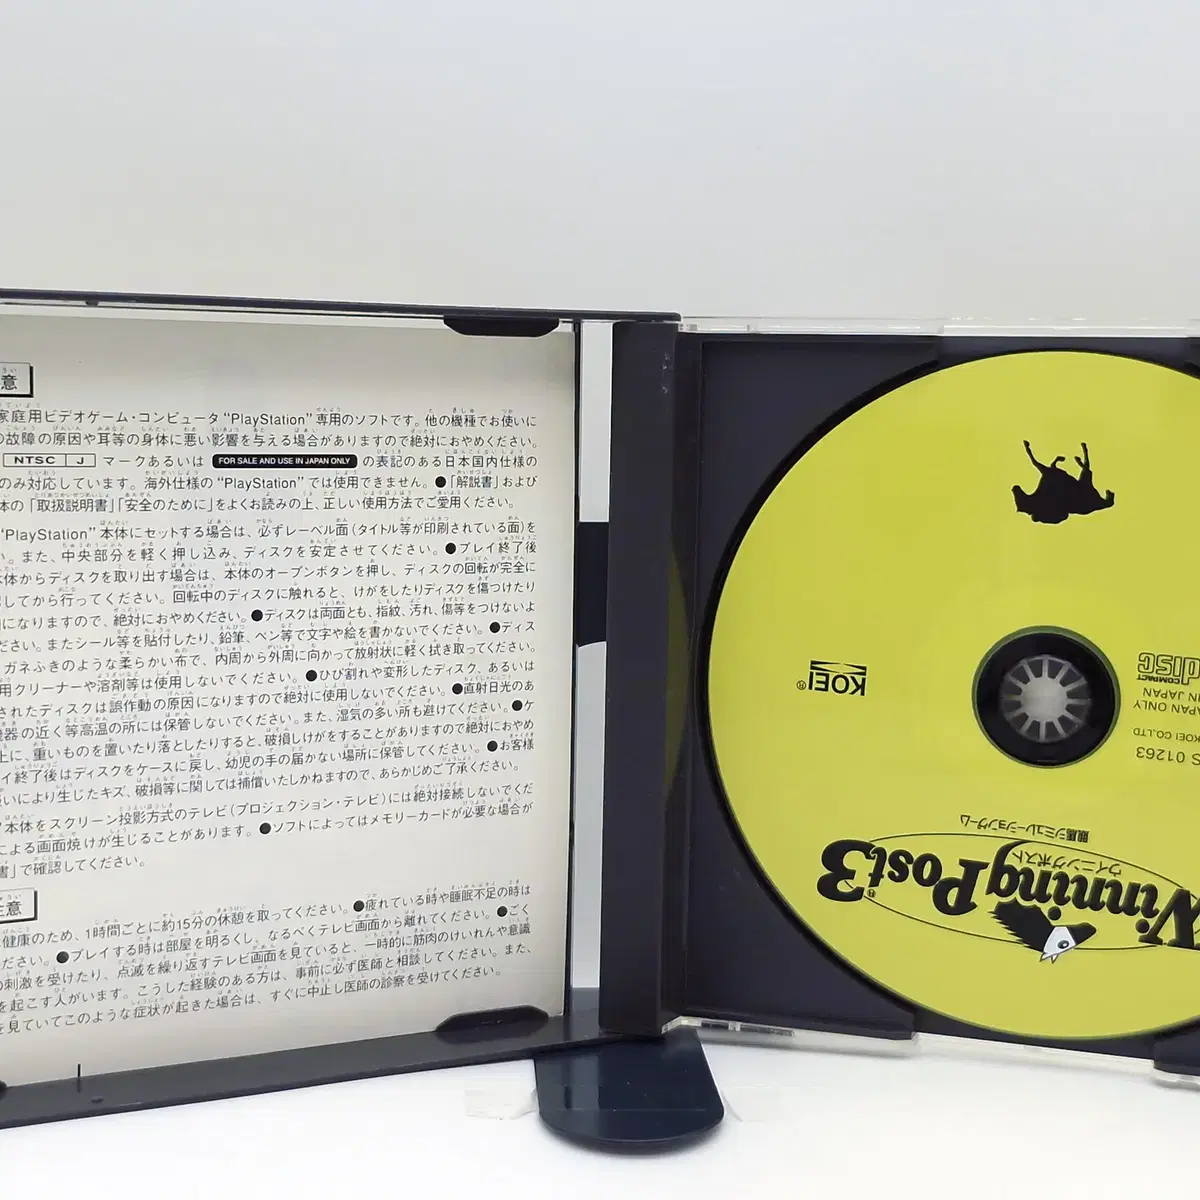 意
家庭用ビデオゲーム・コンピュータ“PlayStation”専用のソフトです。他の機種でお使いに
の故障の原因や耳等の身体に悪い影響を与える場合がありますので絶対におやめください。
NTSC J マークあるいは FOR SALE AND USE IN JAPAN ONLY の表記のある日本国内仕様の
のみ対応しています。海外仕様の“PlayStation”では使用できません。●「解説書」および
体の「取扱説明書」「安全のために」をよくお読みの上、正しい使用方法でご愛用ください。
“PlayStation”本体にセットする場合は、必ずレーベル面(タイトル等が印刷されている面)を
い。また、中央部分を軽く押し込み、ディスクを安定させてください。●プレイ終了後
本体からディスクを取り出す場合は、本体のオープンボタンを押し、ディスクの回転が完全に
してから行ってください。回転中のディスクに触れると、けがをしたりディスクを傷つけたり
になりますので、絶対におやめください。●ディスクは両面とも、指紋、汚れ、傷等をつけないよ
ださい。またシール等を貼付したり、鉛筆、ペン等で文字や絵を書かないでください。●ディス
ガネふきのような柔らかい布で、内周から外周に向かって放射状に軽く拭き取ってください。
用クリーナーや溶剤等は使用しないでください。●ひび割れや変形したディスク、あるいは
されたディスクは誤作動の原因になりますので絶対に使用しないでください。●直射日光のあ
機器の近く等高温の所には保管しないでください。また、湿気の多い所も避けてください。●ケ
上に、重いものを置いたり落としたりすると、破損しけがをすることがありますので絶対におやめ
イ終了後はディスクをケースに戻し、幼児の手の届かない場所に保管してください。●お客様
扱いにより生じたキズ、破損等に関しては補償いたしかねますので、あらかじめご了承ください。
本体をスクリーン投影方式のテレビ(プロジェクション・テレビ)には絶対接続しないでくだ
による画面焼けが生じることがあります。●ソフトによってはメモリーカードが必要な場合が
書」で確認してください。
注意
健康のため、1時間ごとに約15分の休憩を取ってください。●疲れている時や睡眠不足の時は
ださい。●プレイする時は部屋を明るくし、なるべくテレビ画面から離れてください。●ごく
の刺激を受けたり、点滅を繰り返すテレビ画面を見ていると、一時的に筋肉のけいれんや意識
を起こす人がいます。こうした経験のある方は、事前に必ず医師と相談してください。また、
を見ていてこのような症状が起きた場合は、すぐに中止し医師の診察を受けてください。
Winning Post3®
ウイニングポスト
競馬シミュレーションゲーム
S 01263
KOEI CO.,LTD
JAPAN ONLY
IN JAPAN
COMPACT disc
KOEI®